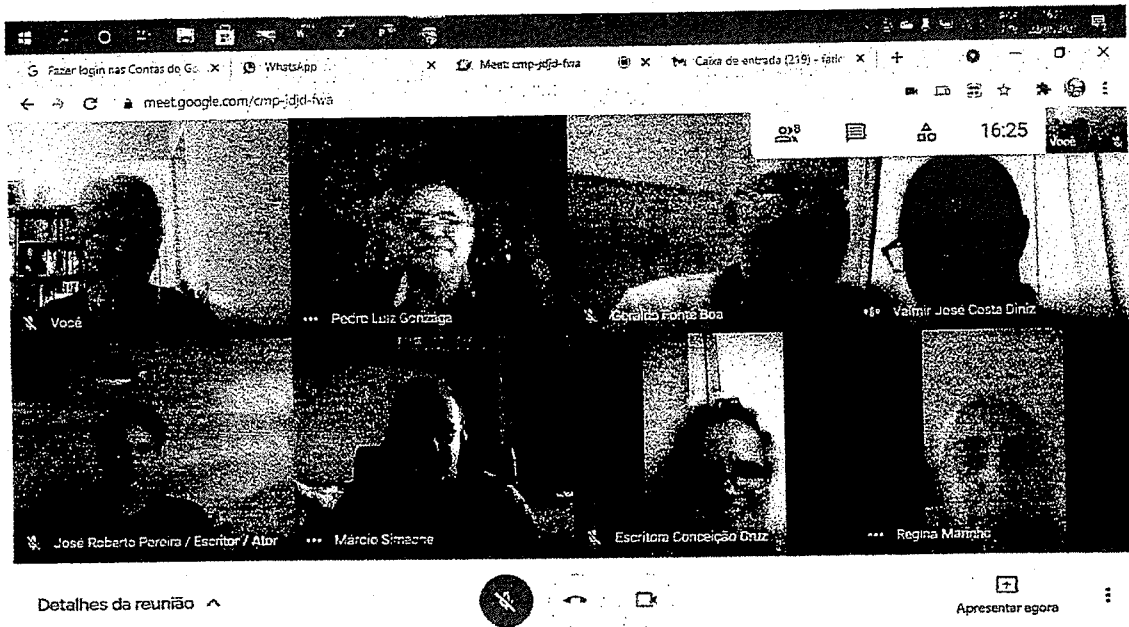 Fazer login nas Contas do Go
WhatsApp
Meet: cmp-jdjd-fwa
Caixa de entrada (219) - fatir
meet.google.com/cmp-jdjd-fwa
8
16:25
Você
Você
Pedro Luiz Gonzaga
Geraldo Fonte Boa
Valmir José Costa Diniz
José Roberto Pereira / Escritor / Ator
Márcio Simeone
Escritora Conceição Cruz
Regina Marinho
Detalhes da reunião
Apresentar agora